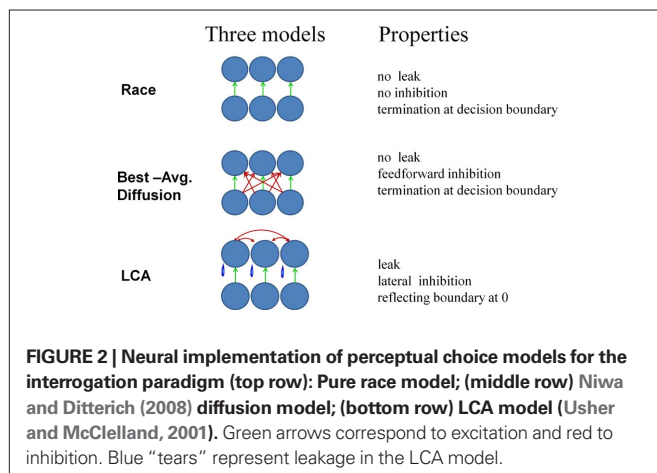 Three models Properties
Race
no leak
no inhibition
termination at decision boundary
Best –Avg.
Diffusion
no leak
feedforward inhibition
termination at decision boundary
LCA
leak
lateral inhibition
reflecting boundary at 0
FIGURE 2 | Neural implementation of perceptual choice models for the
interrogation paradigm (top row): Pure race model; (middle row) Niwa
and Ditterich (2008) diffusion model; (bottom row) LCA model (Usher
and McClelland, 2001). Green arrows correspond to excitation and red to
inhibition. Blue “tears” represent leakage in the LCA model.